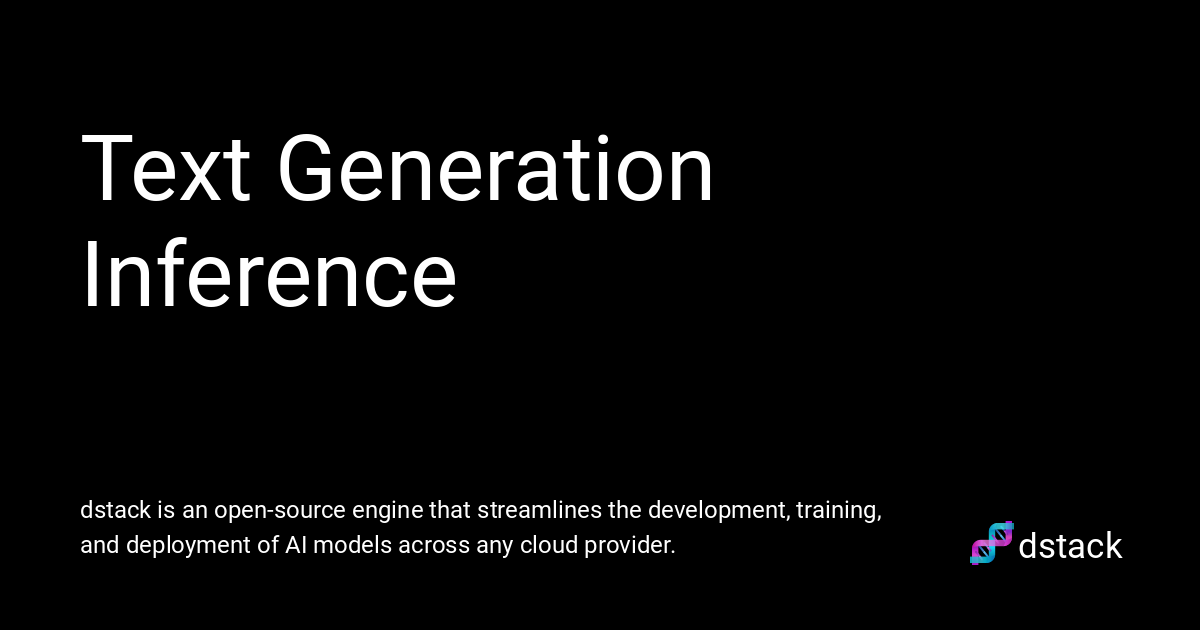 Text Generation
Inference
dstack is an open-source engine that streamlines the development, training,
and deployment of AI models across any cloud provider.
dstack